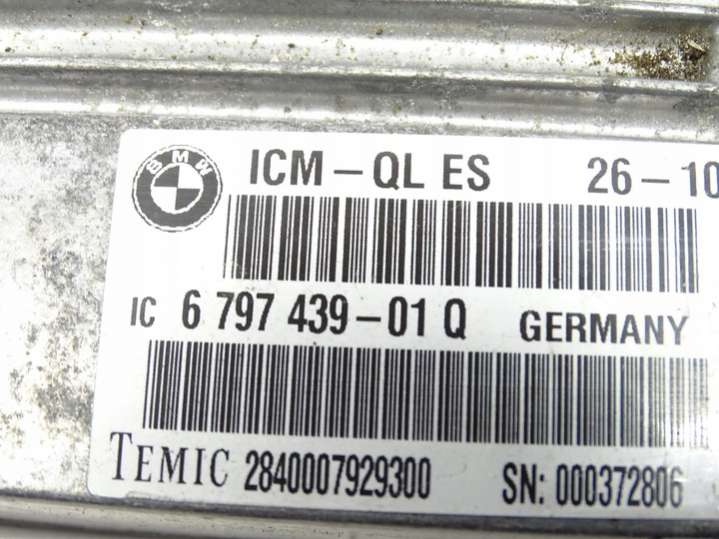 BMW
ICM-QL ES 26-10
IC 6 797 439-01 Q GERMANY
TEMIC 2840007929300 SN: 000372806